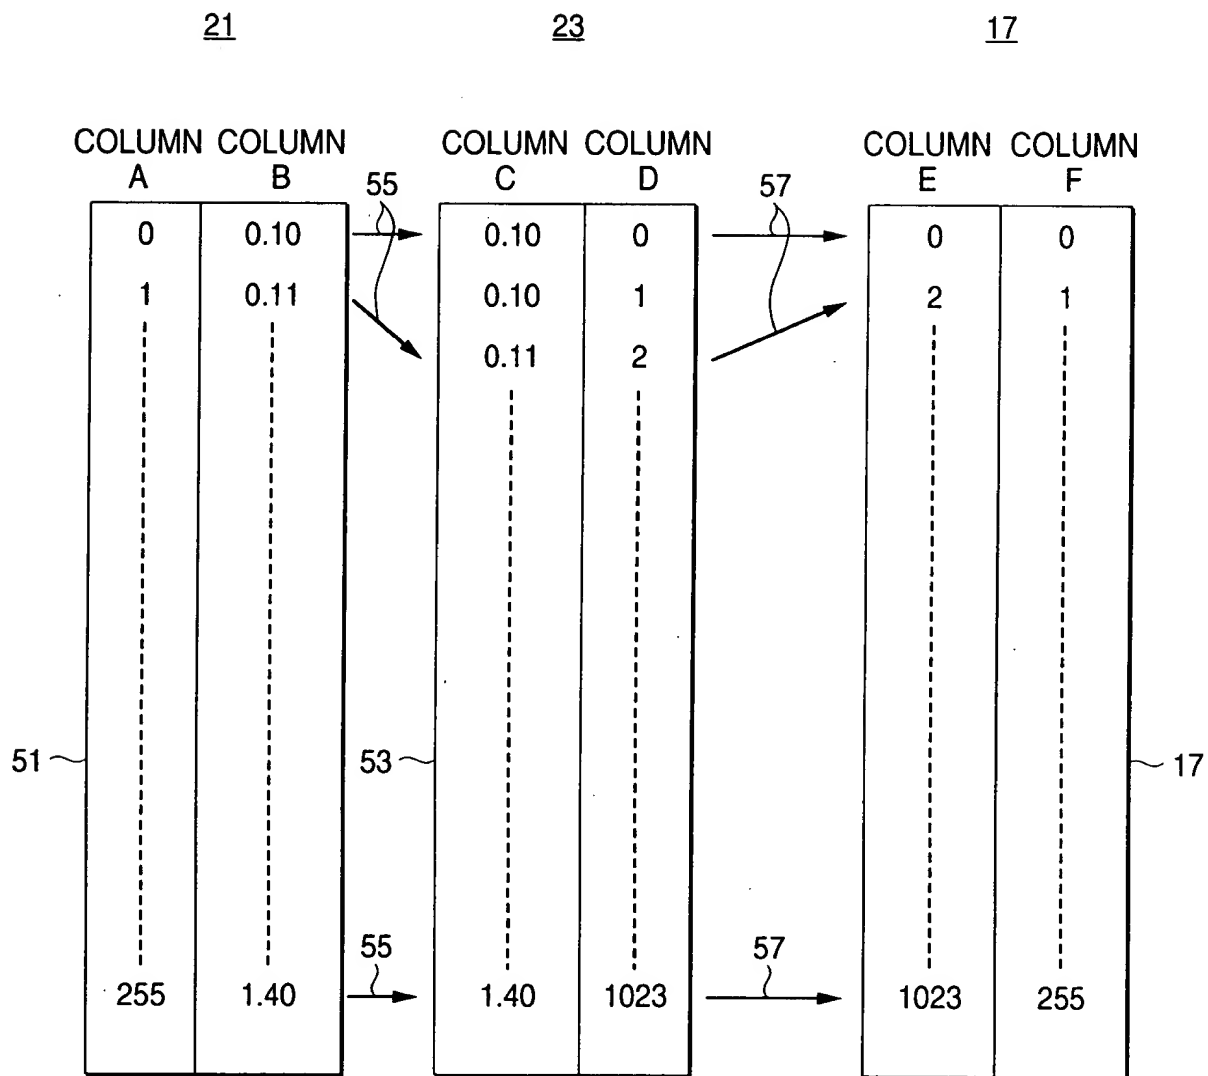 21 23 17
COLUMN COLUMN COLUMN COLUMN COLUMN COLUMN
A B 55 C D 57 E F
0 0.10 0.10 0 0 0
1 0.11 0.10 1 2 1
0.11 2
51 53 17
55 57
255 1.40 1.40 1023 1023 255